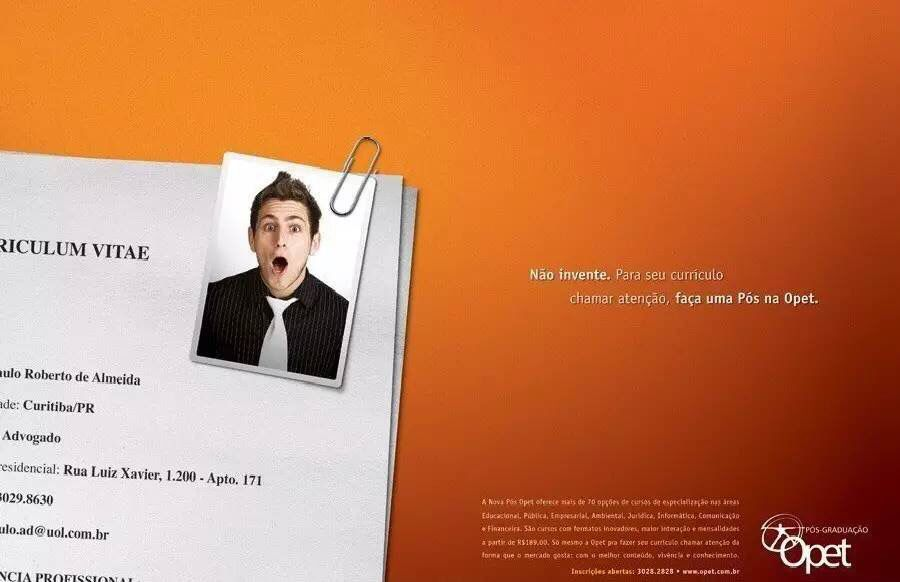 RICULUM VITAE
aulo Roberto de Almeida
ade: Curitiba/PR
Advogado
residencial: Rua Luiz Xavier, 1.200 - Apto. 171
3029.8630
ulo.ad@uol.com.br
NCIA PROFISSIONAL
Não invente. Para seu currículo
chamar atenção, faça uma Pós na Opet.
A Nova Pós Opet oferece mais de 70 opções de cursos de especialização nas áreas
Educacional, Pública, Empresarial, Ambiental, Jurídica, Informática, Comunicação
e Financeira. São cursos com formatos inovadores, maior interação e mensalidades
a partir de R$189,00. Só mesmo a Opet pra fazer seu currículo chamar atenção da
forma que o mercado gosta: com o melhor conteúdo, vivência e conhecimento.
Inscrições abertas: 3028.2828 • www.opet.com.br
PÓS-GRADUAÇÃO
Opet